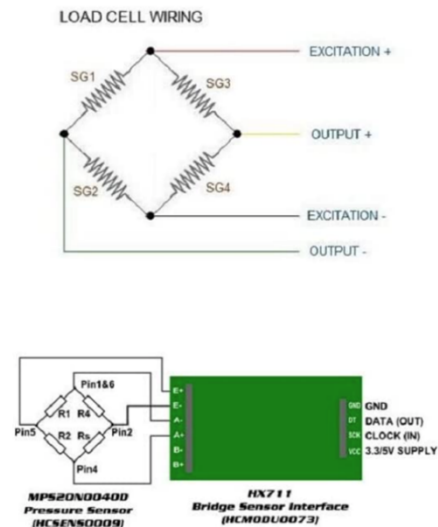 LOAD CELL WIRING
EXCITATION +
SG1
SG3
OUTPUT +
SG2
SG4
EXCITATION -
OUTPUT -
Pin1&6
R1
R4
Pin5
Pin2
R2
Rs
Pin4
E+
E-
A-
A+
B-
B+
GND
DT
SCK
VCC
GND
DATA (OUT)
CLOCK (IN)
3.3/5V SUPPLY
MPS20N0040D
Pressure Sensor
(HCSENS0009)
HX711
Bridge Sensor Interface
(HCMODU0073)